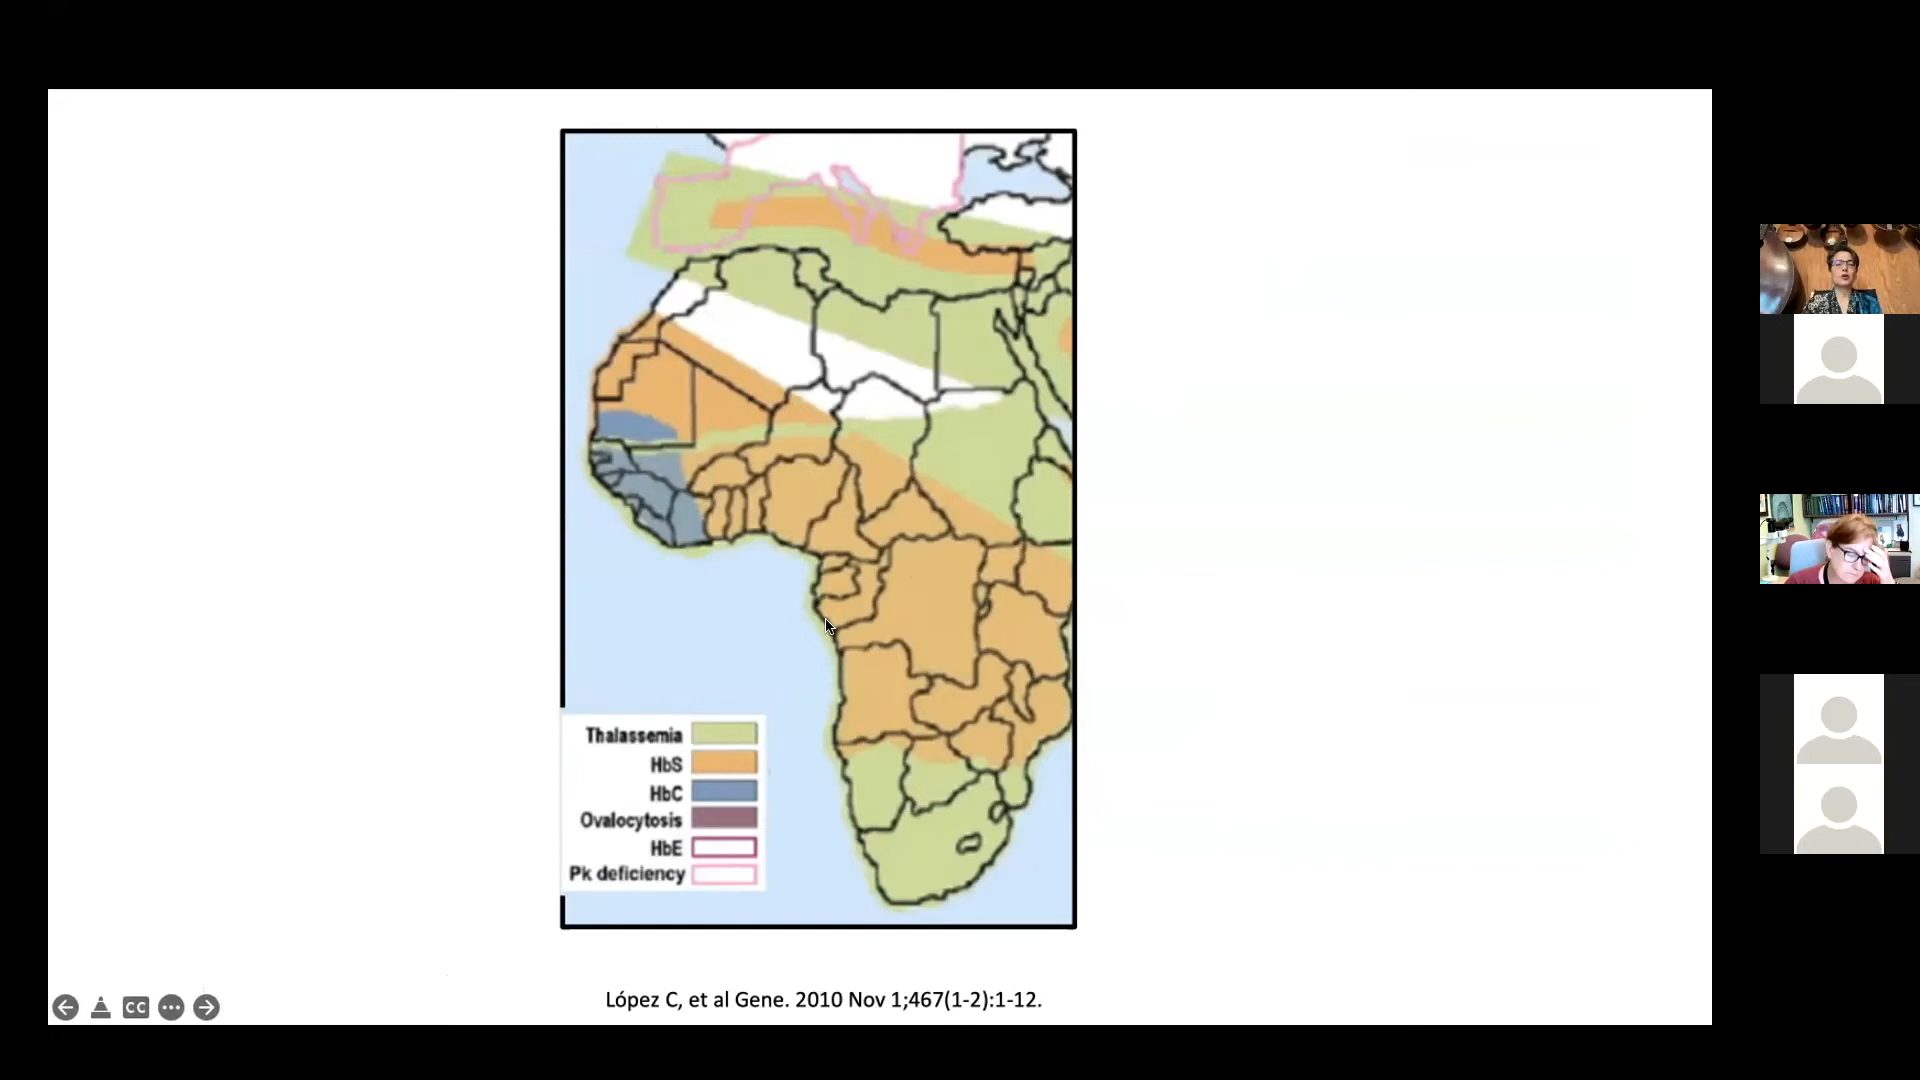 Thalassemia
HbS
HbC
Ovalocytosis
HbE
Pk deficiency
López C, et al Gene. 2010 Nov 1;467(1-2):1-12.
CC